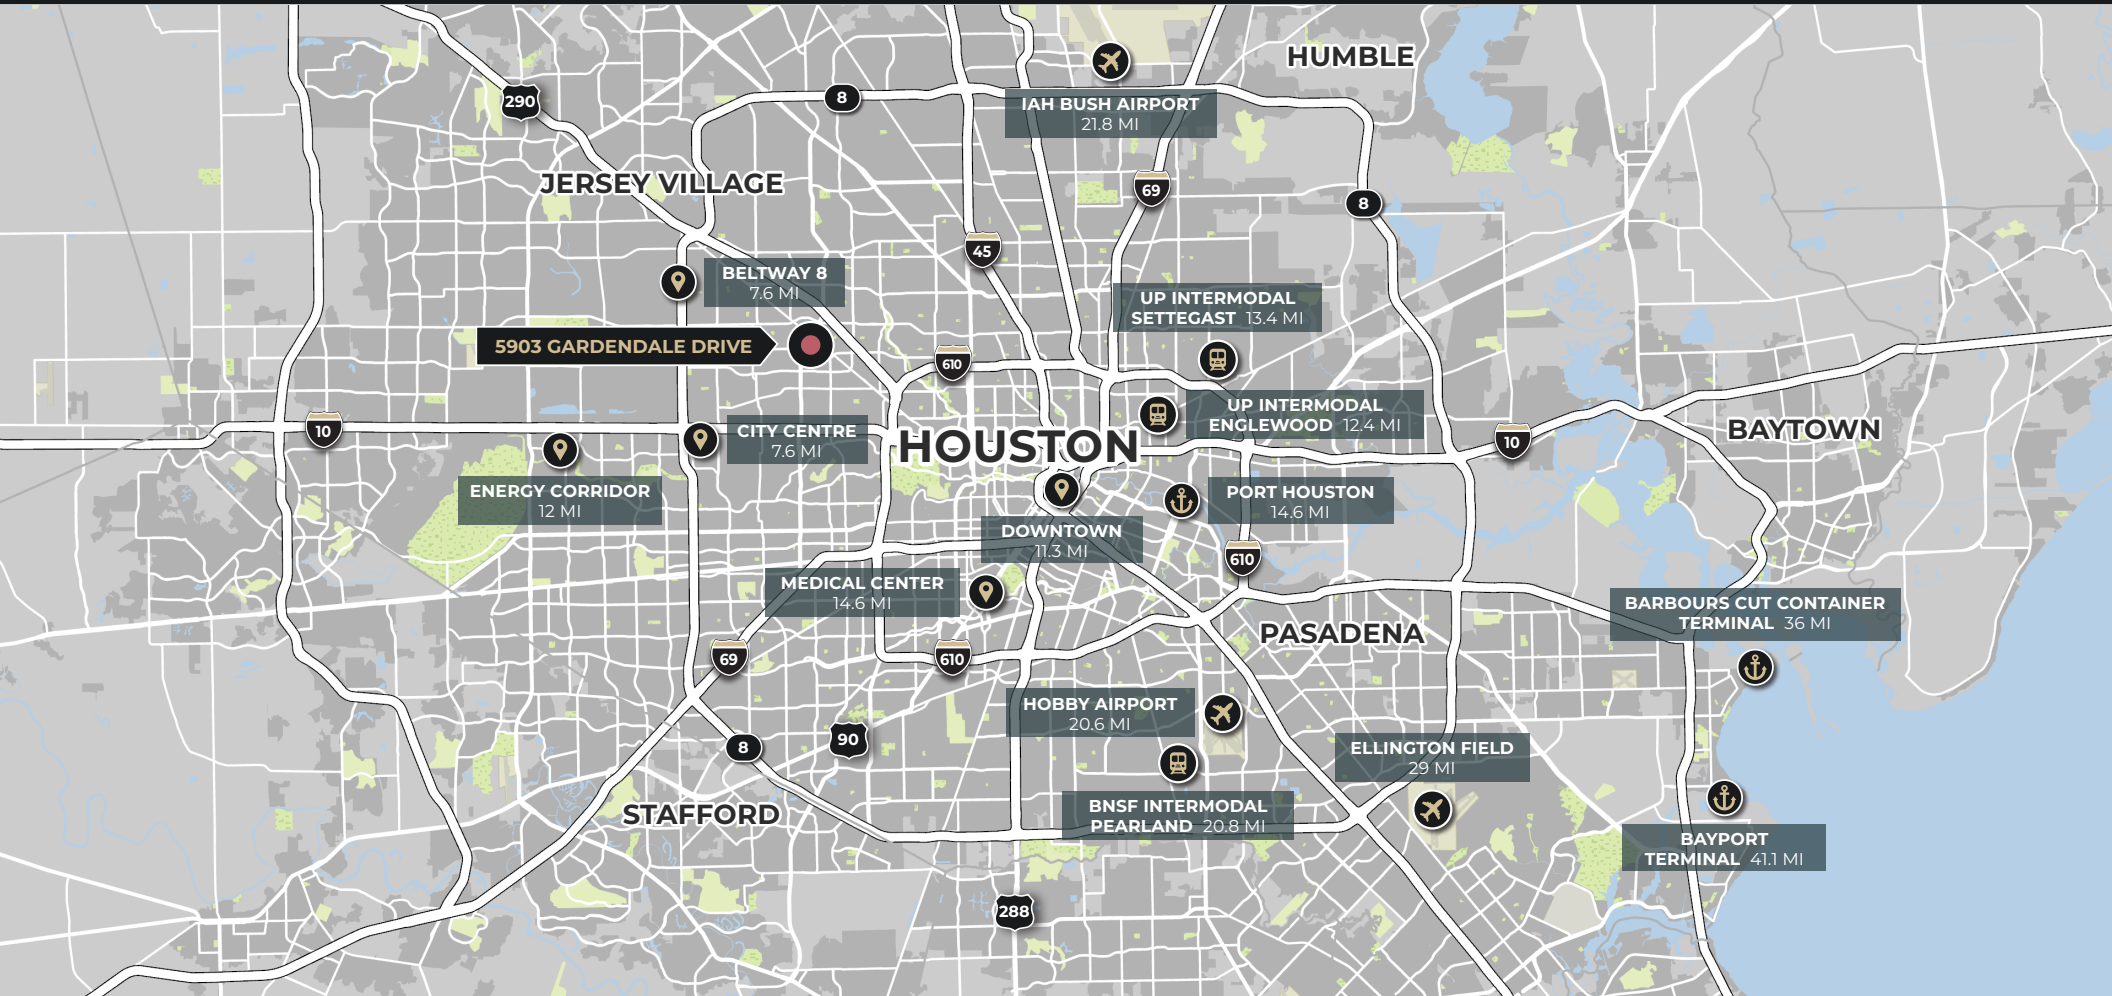 HUMBLE
290
8
IAH BUSH AIRPORT
21.8 MI
JERSEY VILLAGE
69
8
45
BELTWAY 8
7.6 MI
UP INTERMODAL
SETTEGAST 13.4 MI
5903 GARDENDALE DRIVE
610
UP INTERMODAL
ENGLEWOOD 12.4 MI
10
CITY CENTRE
7.6 MI
HOUSTON
10
BAYTOWN
ENERGY CORRIDOR
12 MI
PORT HOUSTON
14.6 MI
DOWNTOWN
11.3 MI
610
MEDICAL CENTER
14.6 MI
BARBOURS CUT CONTAINER
TERMINAL 36 MI
PASADENA
69
610
HOBBY AIRPORT
20.6 MI
8
90
ELLINGTON FIELD
29 MI
STAFFORD
BNSF INTERMODAL
PEARLAND 20.8 MI
BAYPORT
TERMINAL 41.1 MI
288